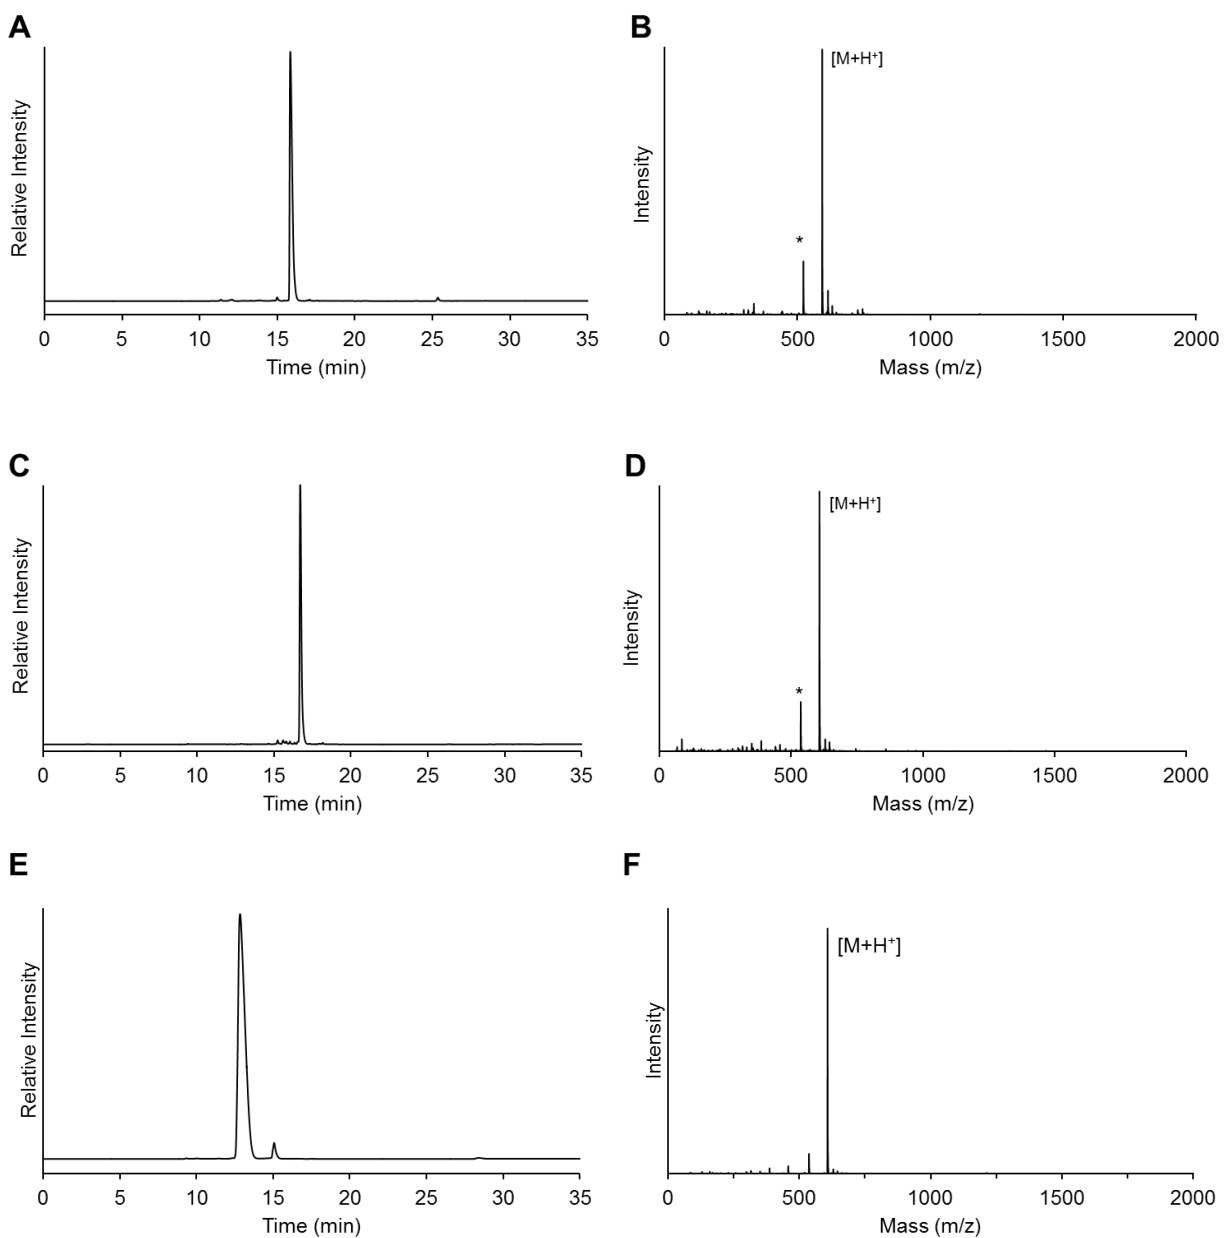 A
Relative Intensity
0 5 10 15 20 25 30 35
Time (min)
B
Intensity
[M+H⁺]
*
0 500 1000 1500 2000
Mass (m/z)
C
Relative Intensity
0 5 10 15 20 25 30 35
Time (min)
D
Intensity
[M+H⁺]
*
0 500 1000 1500 2000
Mass (m/z)
E
Relative Intensity
0 5 10 15 20 25 30 35
Time (min)
F
Intensity
[M+H⁺]
0 500 1000 1500 2000
Mass (m/z)